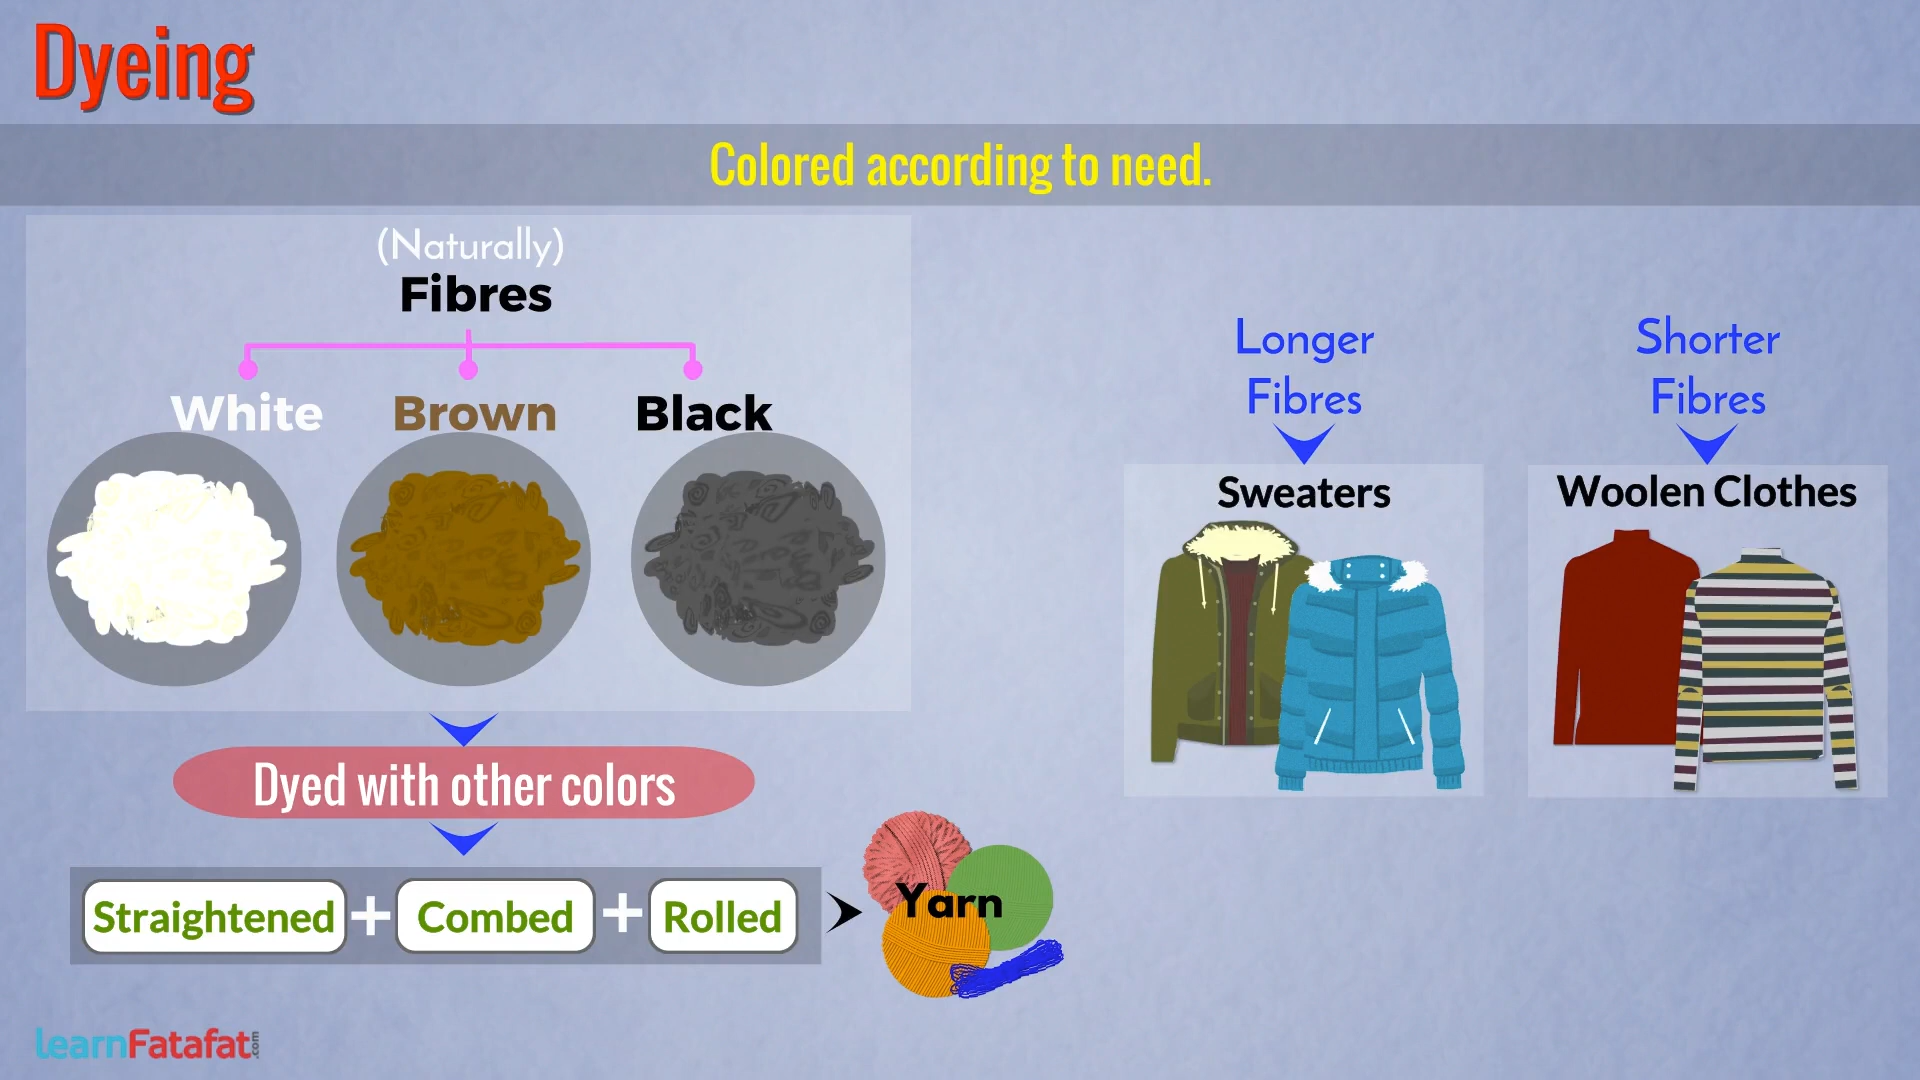 Dyeing
Colored according to need.
(Naturally)
Fibres
White Brown Black
Dyed with other colors
Straightened + Combed + Rolled
Yarn
Longer
Fibres
Sweaters
Shorter
Fibres
Woolen Clothes
learnFatafat.com